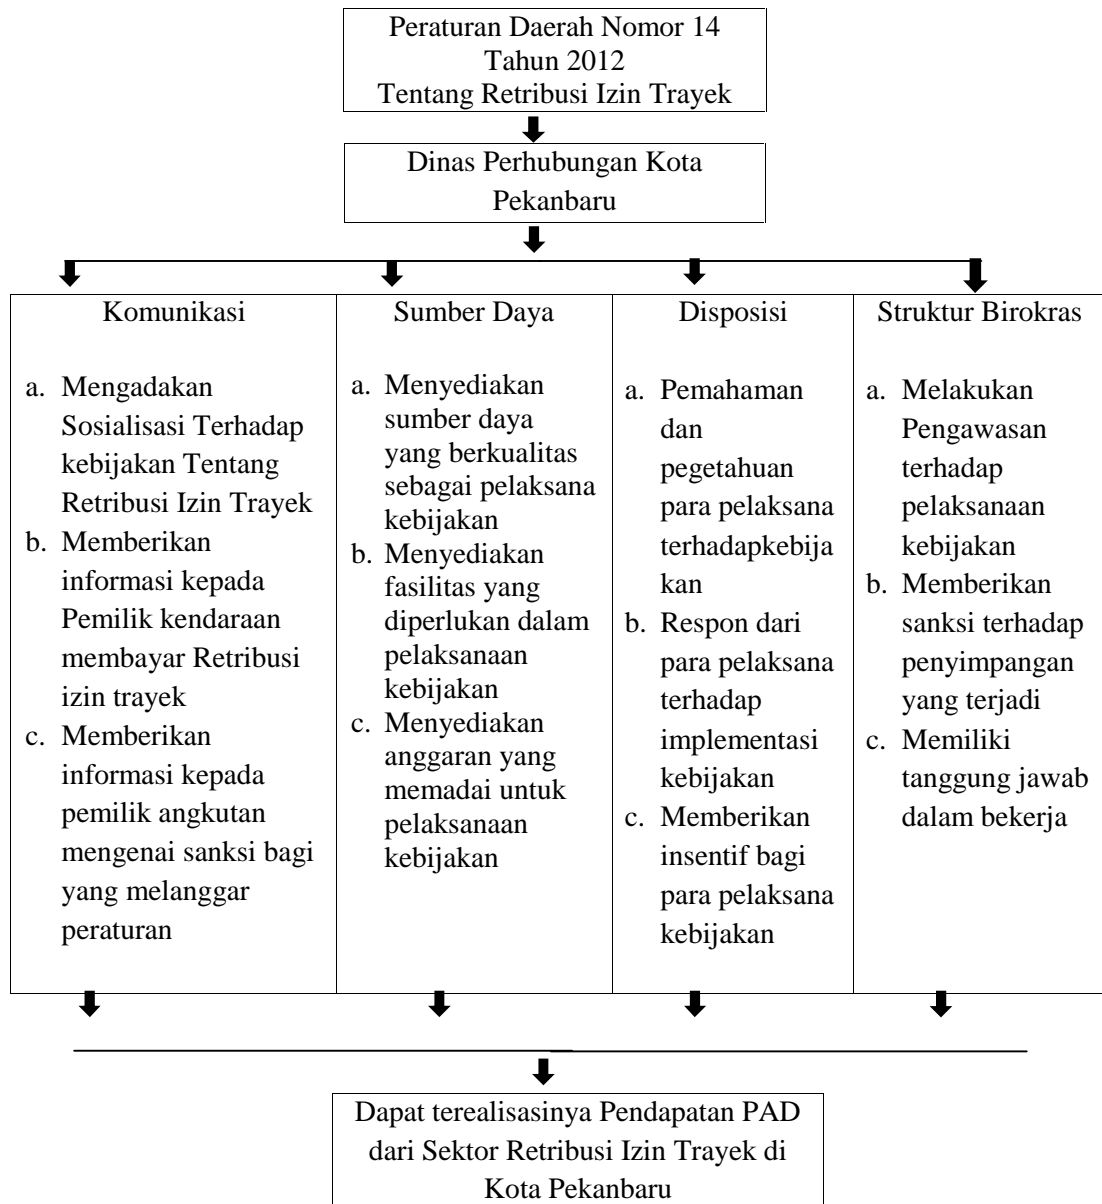 Peraturan Daerah Nomor 14
Tahun 2012
Tentang Retribusi Izin Trayek
Dinas Perhubungan Kota
Pekanbaru
Komunikasi
a. Mengadakan
Sosialisasi Terhadap
kebijakan Tentang
Retribusi Izin Trayek
b. Memberikan
informasi kepada
Pemilik kendaraan
membayar Retribusi
izin trayek
c. Memberikan
informasi kepada
pemilik angkutan
mengenai sanksi bagi
yang melanggar
peraturan
Sumber Daya
a. Menyediakan
sumber daya
yang berkualitas
sebagai pelaksana
kebijakan
b. Menyediakan
fasilitas yang
diperlukan dalam
pelaksanaan
kebijakan
c. Menyediakan
anggaran yang
memadai untuk
pelaksanaan
kebijakan
Disposisi
a. Pemahaman
dan
pegetahuan
para pelaksana
terhadapkebija
kan
b. Respon dari
para pelaksana
terhadap
implementasi
kebijakan
c. Memberikan
insentif bagi
para pelaksana
kebijakan
Struktur Birokras
a. Melakukan
Pengawasan
terhadap
pelaksanaan
kebijakan
b. Memberikan
sanksi terhadap
penyimpangan
yang terjadi
c. Memiliki
tanggung jawab
dalam bekerja
Dapat terealisasinya Pendapatan PAD
dari Sektor Retribusi Izin Trayek di
Kota Pekanbaru